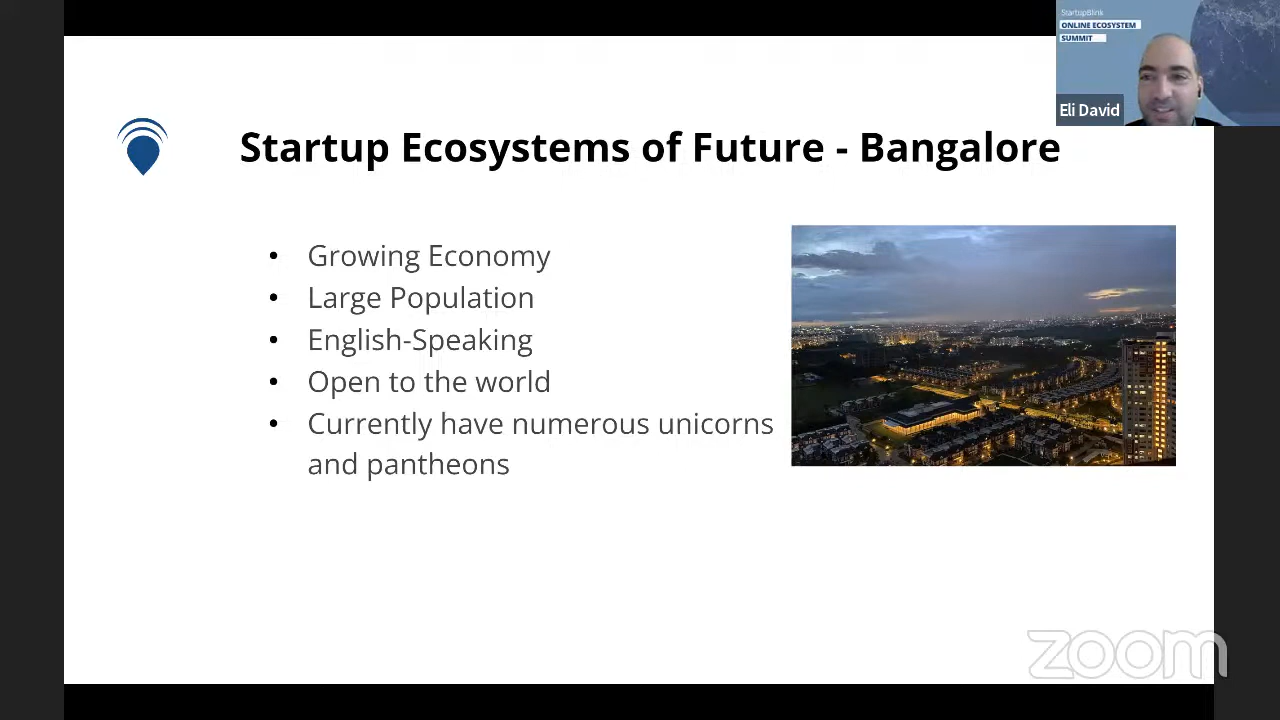 StartupBlink
ONLINE ECOSYSTEM
SUMMIT
Eli David
Startup Ecosystems of Future - Bangalore
• Growing Economy
• Large Population
• English-Speaking
• Open to the world
• Currently have numerous unicorns
and pantheons
zoom